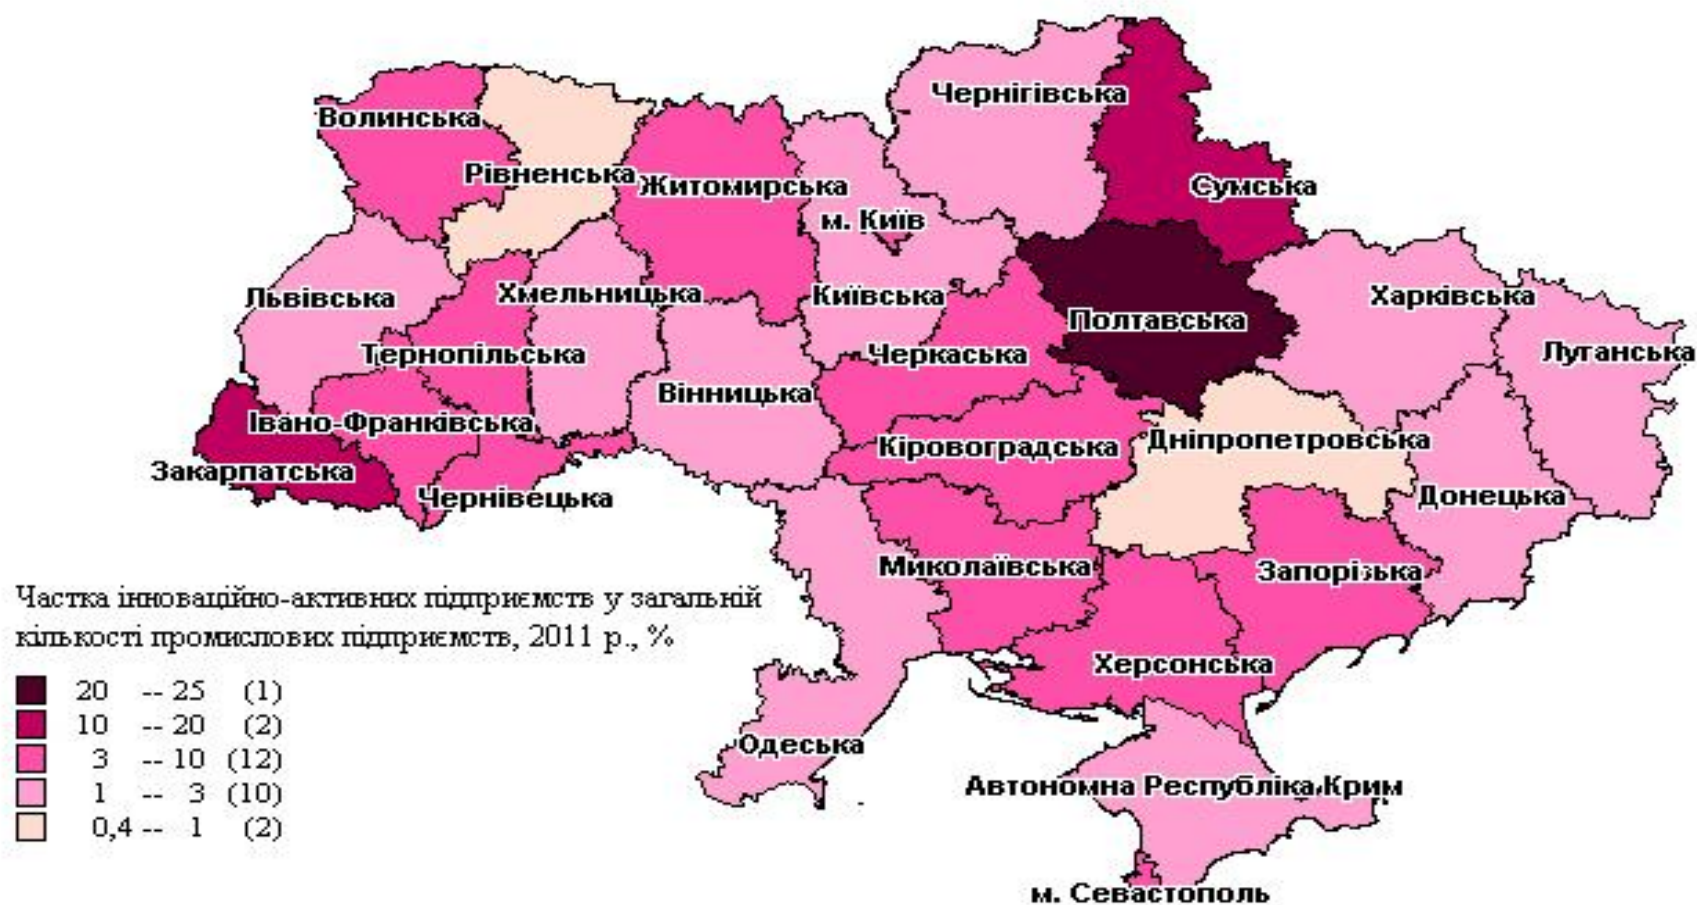 Чернігівська
Волинська
Рівненська
Житомирська
Сумська
м. Київ
Львівська
Хмельницька
Київська
Харківська
Полтавська
Тернопільська
Черкаська
Луганська
Вінницька
Івано-Франківська
Кіровоградська
Дніпропетровська
Закарпатська
Чернівецька
Донецька
Миколаївська
Запорізька
Частка інноваційно-активних підприємств у загальній
кількості промислових підприємств, 2011 р., %
Херсонська
20 -- 25 (1)
10 -- 20 (2)
3 -- 10 (12)
1 -- 3 (10)
0,4 -- 1 (2)
Одеська
Автономна Республіка Крим
м. Севастополь